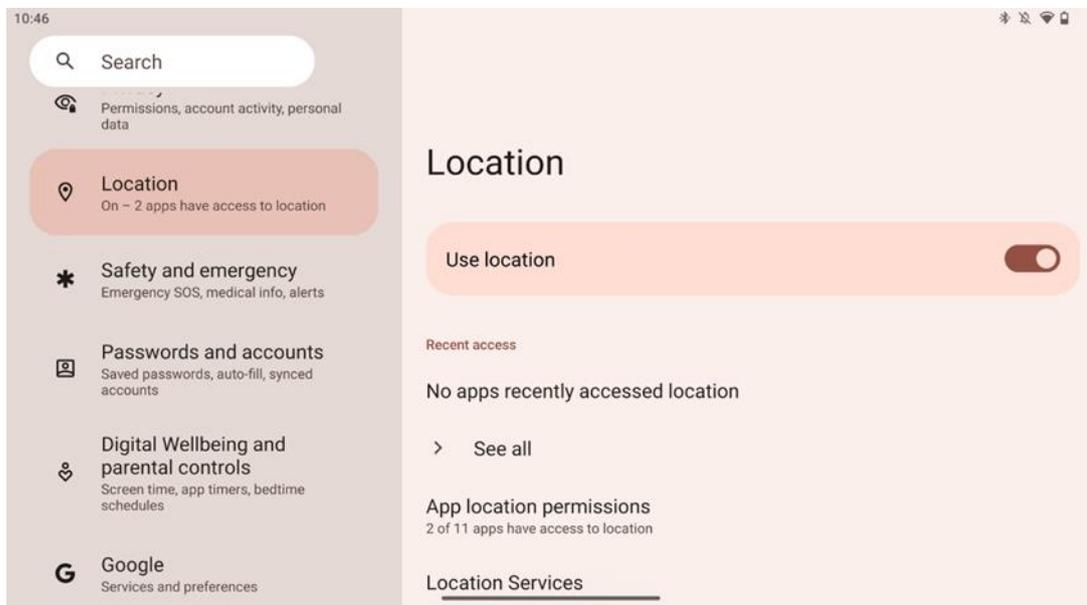 10:46
Search
Permissions, account activity, personal
data
Location
On – 2 apps have access to location
Safety and emergency
Emergency SOS, medical info, alerts
Passwords and accounts
Saved passwords, auto-fill, synced
accounts
Digital Wellbeing and
parental controls
Screen time, app timers, bedtime
schedules
Google
Services and preferences
Location
Use location
Recent access
No apps recently accessed location
See all
App location permissions
2 of 11 apps have access to location
Location Services